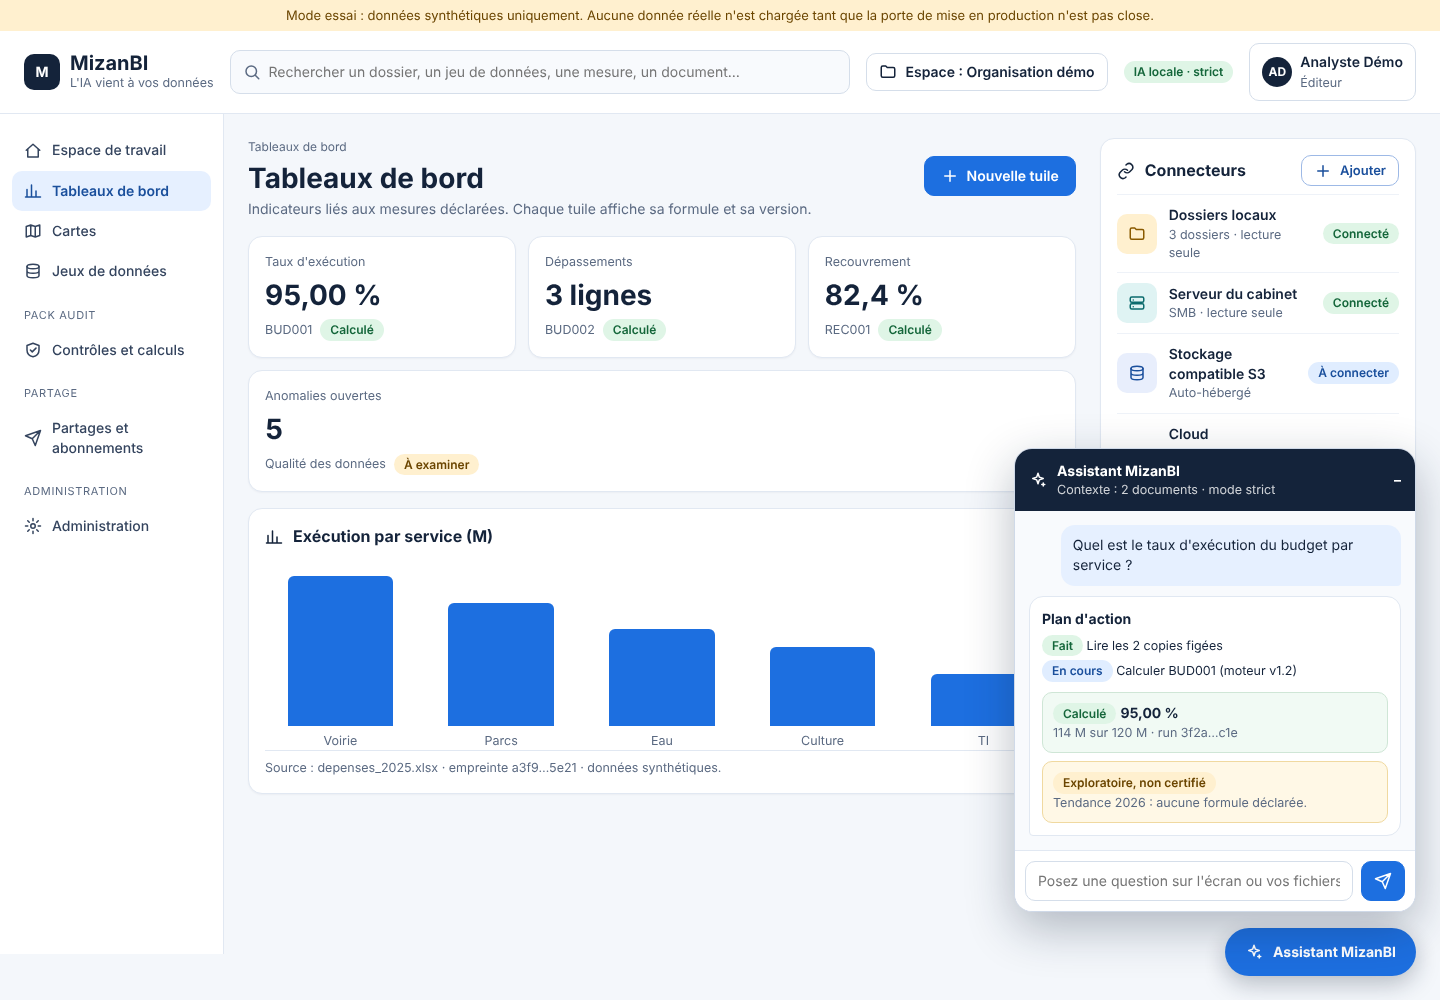 Mode essai : données synthétiques uniquement. Aucune donnée réelle n'est chargée tant que la porte de mise en production n'est pas close.
M
MizanBI
L'IA vient à vos données
Rechercher un dossier, un jeu de données, une mesure, un document...
Espace : Organisation démo
IA locale · strict
AD
Analyste Démo
Éditeur
Espace de travail
Tableaux de bord
Cartes
Jeux de données
PACK AUDIT
Contrôles et calculs
PARTAGE
Partages et
abonnements
ADMINISTRATION
Administration
Tableaux de bord
Tableaux de bord
Indicateurs liés aux mesures déclarées. Chaque tuile affiche sa formule et sa version.
Nouvelle tuile
Taux d'exécution
95,00 %
BUD001 Calculé
Dépassements
3 lignes
BUD002 Calculé
Recouvrement
82,4 %
REC001 Calculé
Anomalies ouvertes
5
Qualité des données À examiner
Exécution par service (M)
Voirie
Parcs
Eau
Culture
TI
Source : depenses_2025.xlsx · empreinte a3f9...5e21 · données synthétiques.
Connecteurs
Ajouter
Dossiers locaux
3 dossiers · lecture
seule
Connecté
Serveur du cabinet
SMB · lecture seule
Connecté
Stockage
compatible S3
Auto-hébergé
À connecter
Cloud
Assistant MizanBI
Contexte : 2 documents · mode strict
Quel est le taux d'exécution du budget par
service ?
Plan d'action
Fait Lire les 2 copies figées
En cours Calculer BUD001 (moteur v1.2)
Calculé 95,00 %
114 M sur 120 M · run 3f2a...c1e
Exploratoire, non certifié
Tendance 2026 : aucune formule déclarée.
Posez une question sur l'écran ou vos fichiers
Assistant MizanBI